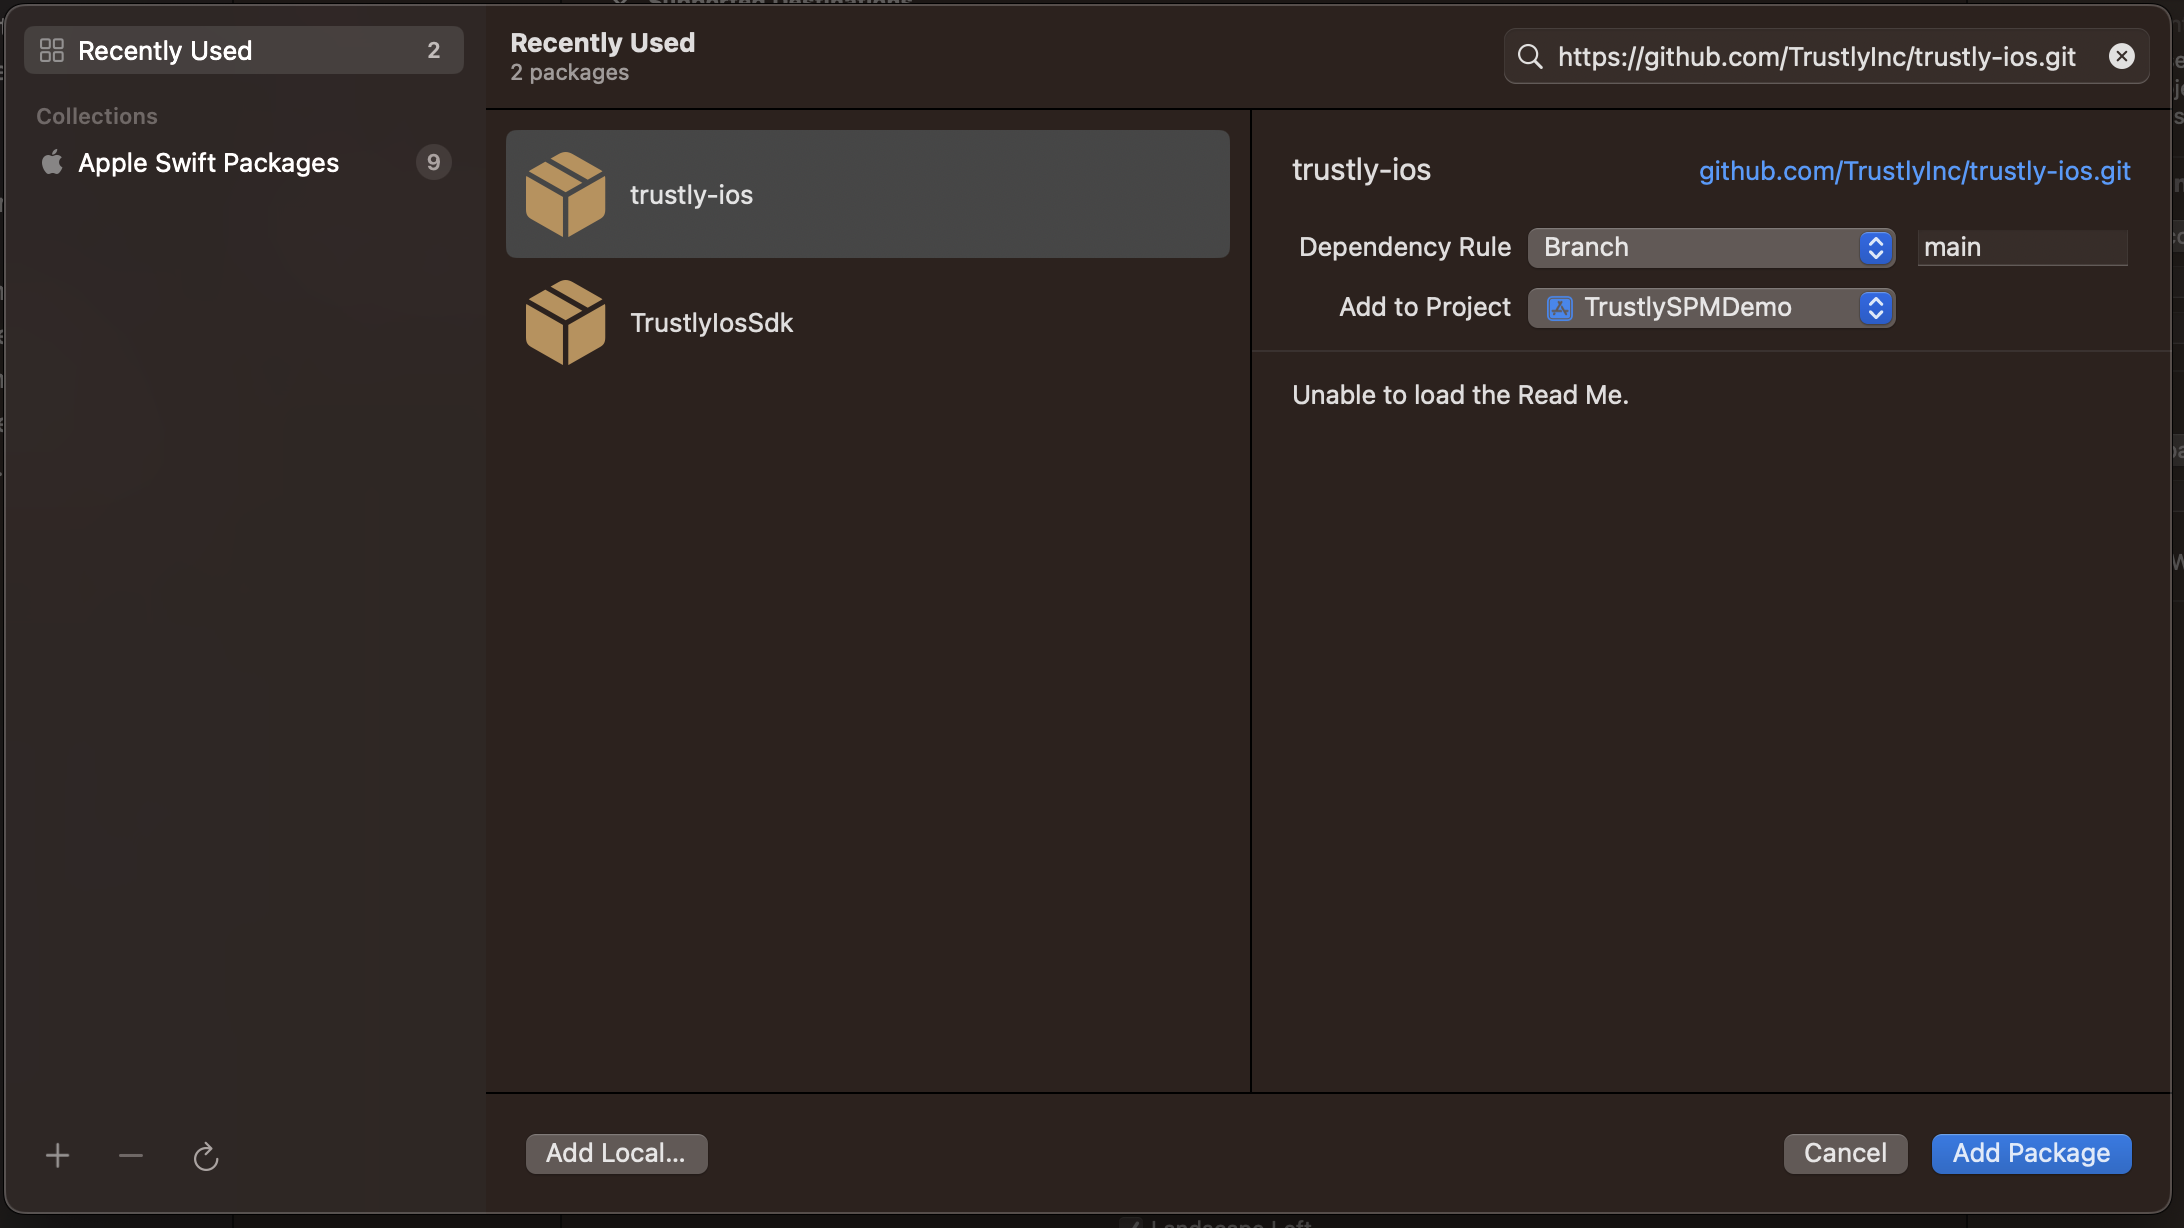 Recently Used 2
Collections
Apple Swift Packages 9
Recently Used
2 packages
https://github.com/TrustlyInc/trustly-ios.git
trustly-ios
TrustlyIosSdk
trustly-ios github.com/TrustlyInc/trustly-ios.git
Dependency Rule Branch main
Add to Project TrustlySPMDemo
Unable to load the Read Me.
Add Local...
Cancel
Add Package